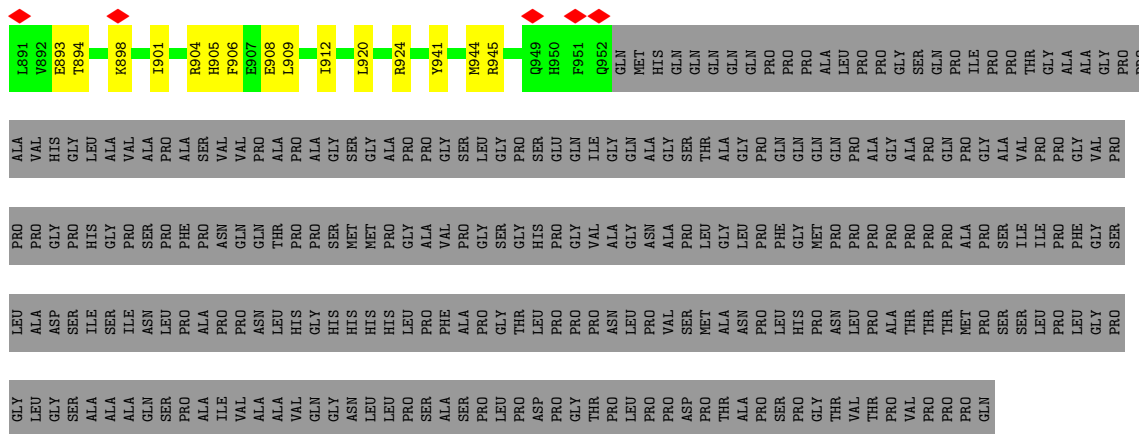 L891 V892 E893 T894 K898 I901 R904 H905 F906 E907 E908 L909 I912 L920 R924 Y941 M944 R945 Q949 H950 F951 Q952 GLN MET HIS GLN GLN GLN GLN GLN PRO PRO PRO ALA LEU PRO PRO GLY SER GLN PRO ILE PRO PRO THR GLY ALA ALA GLY PRO PRO
ALA VAL HIS GLY LEU ALA VAL ALA PRO ALA SER VAL VAL PRO ALA PRO ALA GLY SER GLY ALA PRO PRO GLY SER LEU GLY PRO SER GLU GLN ILE GLY GLN ALA GLY SER THR ALA GLY PRO GLN GLN GLN GLN PRO ALA GLY ALA PRO GLN PRO GLY ALA VAL PRO PRO GLY VAL PRO
PRO PRO GLY PRO HIS GLY PRO SER PRO PHE PRO ASN GLN GLN THR PRO PRO SER MET MET PRO GLY ALA VAL PRO GLY SER GLY HIS PRO GLY VAL ALA GLY ASN ALA PRO LEU GLY LEU PRO PHE GLY MET PRO PRO PRO PRO PRO PRO ALA PRO SER ILE ILE PRO PHE GLY SER
LEU ALA ASP SER ILE SER ILE ASN LEU PRO ALA PRO PRO ASN LEU HIS GLY HIS HIS HIS HIS LEU PRO PHE ALA PRO GLY THR LEU PRO PRO PRO ASN LEU PRO VAL SER MET ALA ASN PRO LEU HIS PRO ASN LEU PRO ALA THR THR THR MET PRO SER SER LEU PRO LEU GLY PRO
GLY LEU GLY SER ALA ALA ALA GLN SER PRO ALA ILE VAL ALA ALA VAL GLN GLY ASN LEU LEU PRO SER ALA SER PRO LEU PRO ASP PRO GLY THR PRO LEU PRO PRO ASP PRO THR ALA PRO SER PRO GLY THR VAL THR PRO VAL PRO PRO PRO GLN